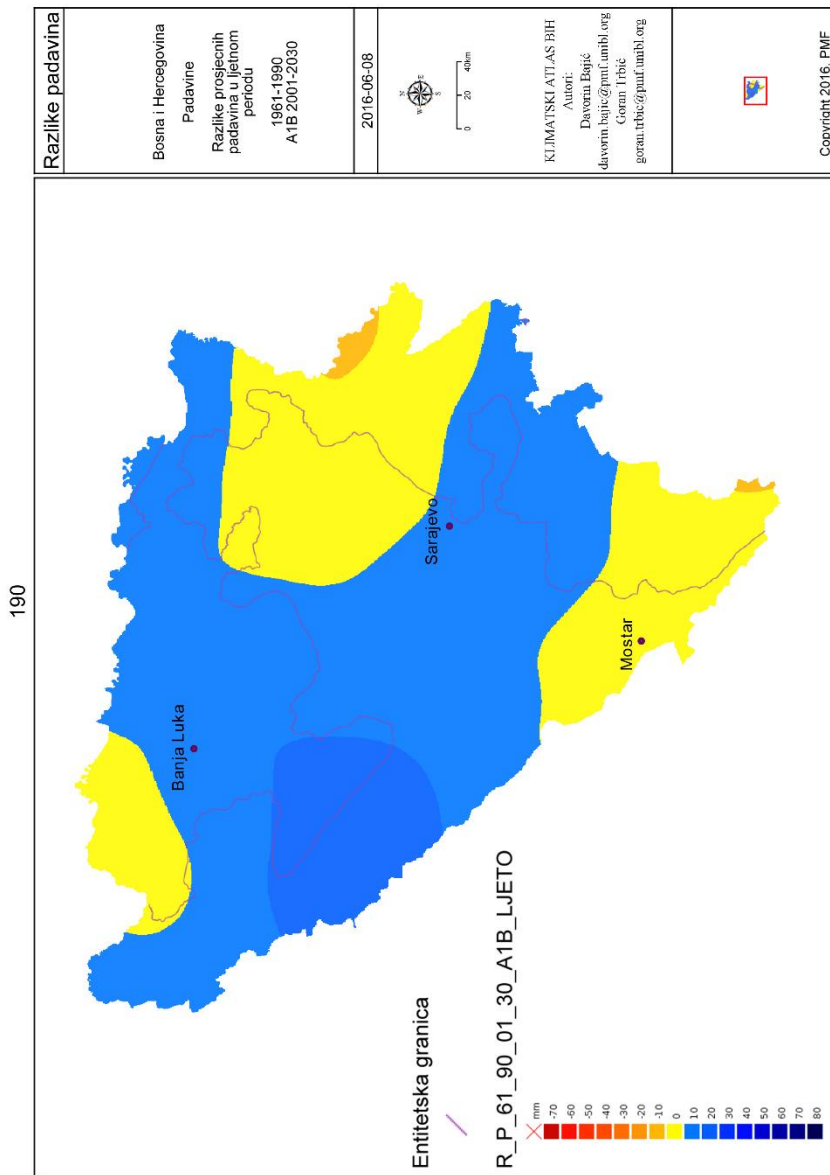 190
Razlike padavina
Bosna i Hercegovina
Padavine
Razlike prosjecnih
padavina u ljetnom
periodu
1961-1990
A1B 2001-2030
2016-06-08
N
W
E
S
0 20 40km
KLIMATSKI ATLAS BIH
Autori:
Davorin Bajić
davorin.bajic@pmf.unibl.org
Goran Trbić
goran.trbic@pmf.unibl.org
Copyright 2016. PMF
Banja Luka
Sarajevo
Mostar
Entitetska granica
R_P_61_90_01_30_A1B_LJETO
mm
-70
-60
-50
-40
-30
-20
-10
0
10
20
30
40
50
60
70
80